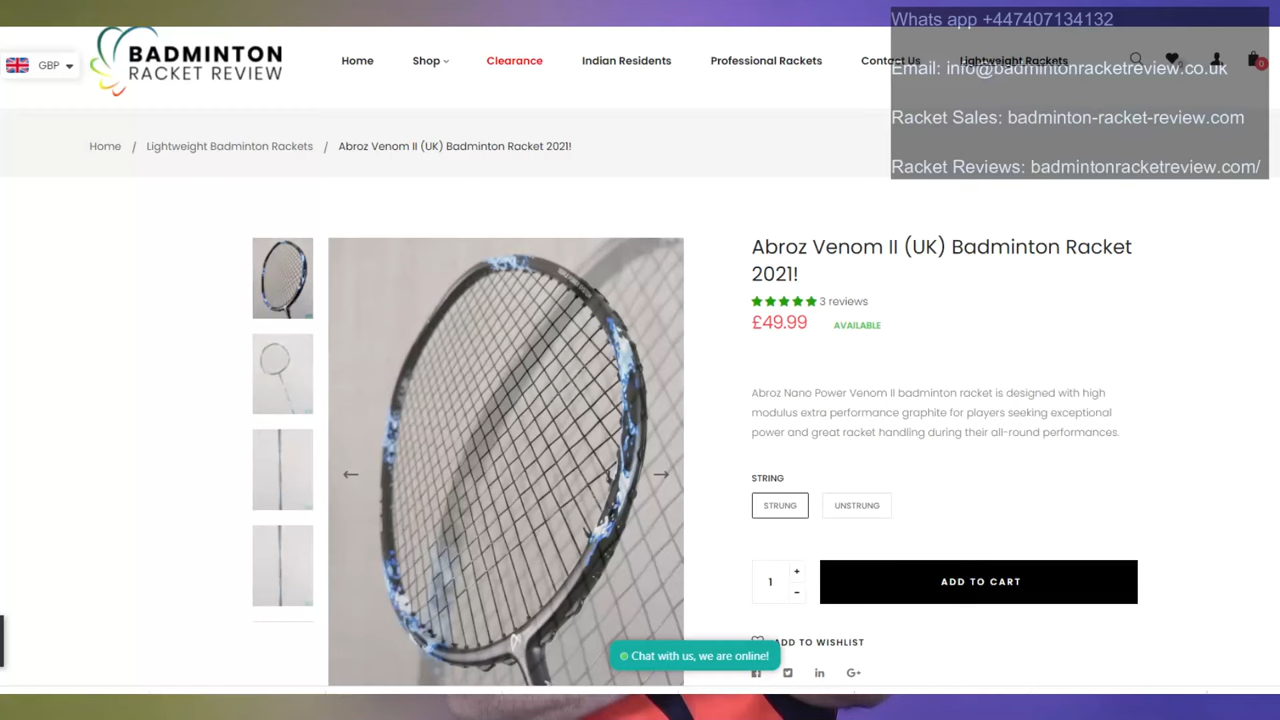 Whats app +447407134132
Email: info@badmintonracketreview.co.uk
Racket Sales: badminton-racket-review.com
Racket Reviews: badmintonracketreview.com/
GBP
BADMINTON
RACKET REVIEW
Home
Shop
Clearance
Indian Residents
Professional Rackets
Contact Us
Lightweight Rackets
0
Home / Lightweight Badminton Rackets / Abroz Venom II (UK) Badminton Racket 2021!
Abroz Venom II (UK) Badminton Racket
2021!
3 reviews
£49.99 AVAILABLE
Abroz Nano Power Venom II badminton racket is designed with high
modulus extra performance graphite for players seeking exceptional
power and great racket handling during their all-round performances.
STRING
STRUNG UNSTRUNG
1 + -
ADD TO CART
ADD TO WISHLIST
G+
Chat with us, we are online!